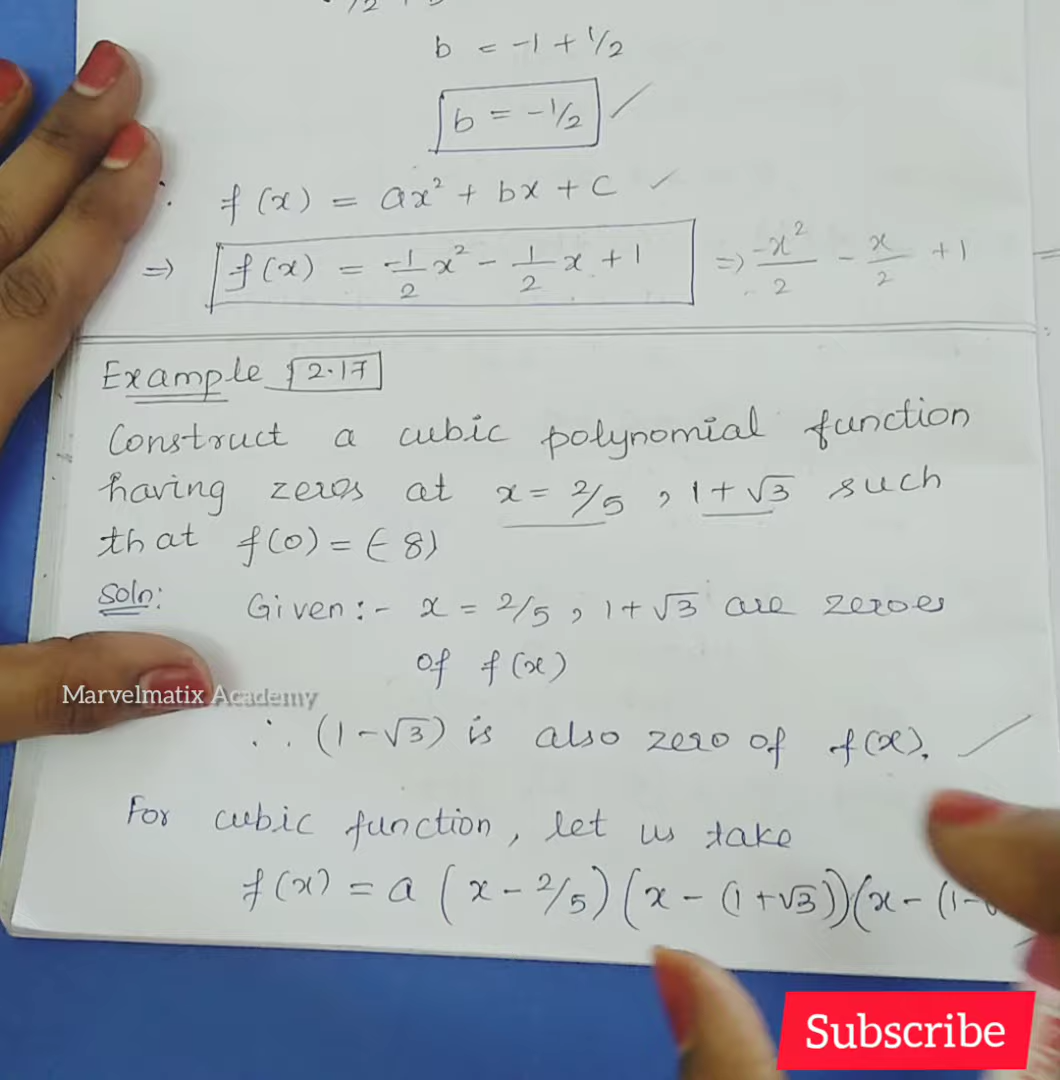 b = -1 + 1/2
b = -1/2
∴ f(x) = ax² + bx + c
⇒ f(x) = -1/2 x² - 1/2 x + 1 ⇒ -x²/2 - x/2 + 1
Example 2.17
Construct a cubic polynomial function
having zeros at x = 2/5 , 1 + √3 such
that f(0) = (-8)
Soln: Given :- x = 2/5 , 1 + √3 are zeroes
of f(x)
Marvelmatix Academy
∴ (1 - √3) is also zero of f(x).
For cubic function, let us take
f(x) = a (x - 2/5) (x - (1 + √3)) (x - (1 -
Subscribe